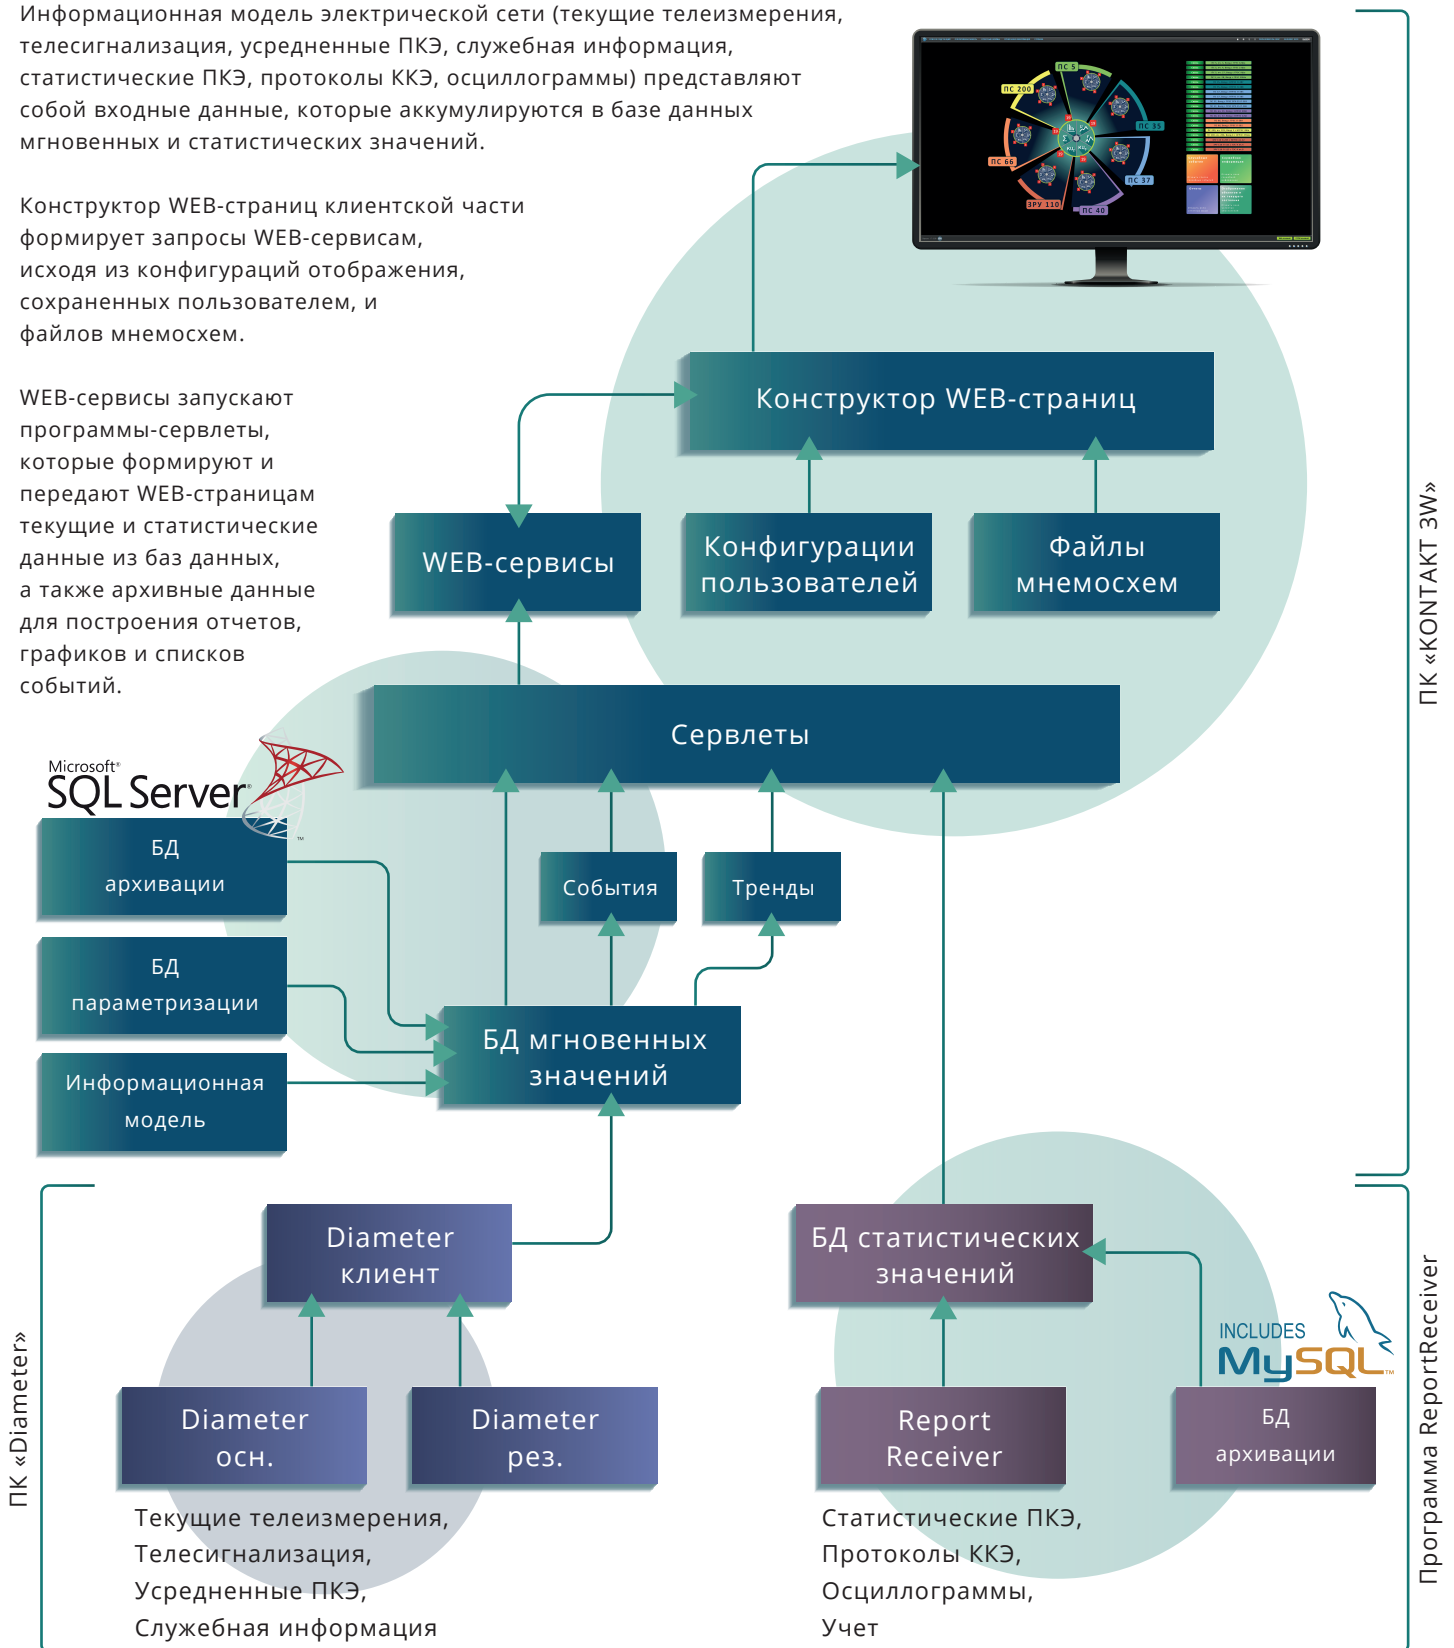 Информационная модель электрической сети (текущие телеизмерения,
телесигнализация, усредненные ПКЭ, служебная информация,
статистические ПКЭ, протоколы ККЭ, осциллограммы) представляют
собой входные данные, которые аккумулируются в базе данных
мгновенных и статистических значений.
Конструктор WEB-страниц клиентской части
формирует запросы WEB-сервисам,
исходя из конфигураций отображения,
сохраненных пользователем, и
файлов мнемосхем.
WEB-сервисы запускают
программы-сервлеты,
которые формируют и
передают WEB-страницам
текущие и статистические
данные из баз данных,
а также архивные данные
для построения отчетов,
графиков и списков
событий.
ПС 5
ПС 200
ПС 35
ПС 66
ПС 37
ЗРУ 110
ПС 40
Конструктор WEB-страниц
WEB-сервисы
Конфигурации
пользователей
Файлы
мнемосхем
ПК «KONTAKT 3W»
Сервлеты
Microsoft®
SQL Server®
™
БД
архивации
События
Тренды
БД
параметризации
БД мгновенных
значений
Информационная
модель
Diameter
клиент
БД статистических
значений
INCLUDES
MySQL™
ПК «Diameter»
Diameter
осн.
Diameter
рез.
Report
Receiver
БД
архивации
Программа ReportReceiver
Текущие телеизмерения,
Телесигнализация,
Усредненные ПКЭ,
Служебная информация
Статистические ПКЭ,
Протоколы ККЭ,
Осциллограммы,
Учет